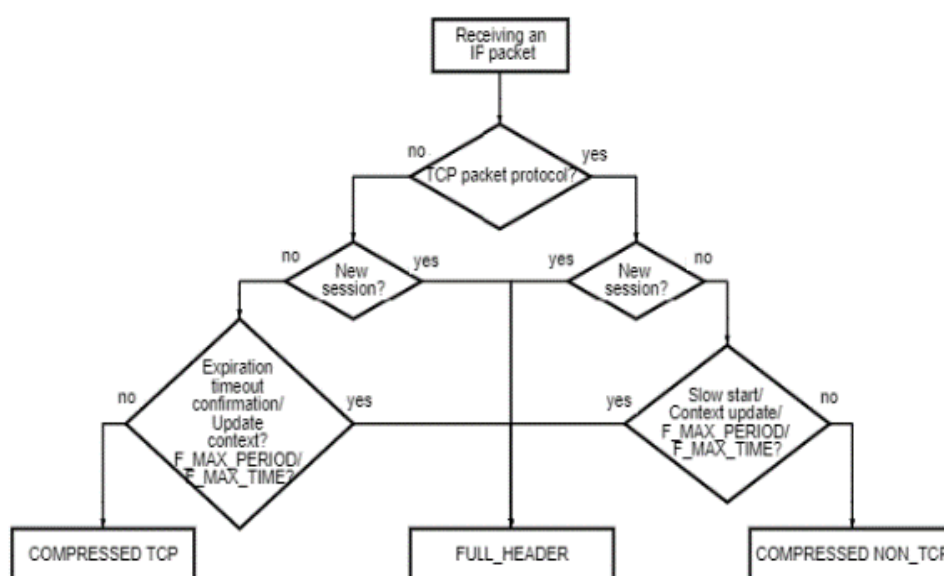 Receiving an
IF packet
no
yes
TCP packet protocol?
no
New
session?
yes
yes
New
session?
no
no
Expiration
timeout
confirmation/
Update
context?
F_MAX_PERIOD/
F_MAX_TIME?
yes
yes
Slow start/
Context update/
F_MAX_PERIOD/
F_MAX_TIME?
no
COMPRESSED TCP
FULL_HEADER
COMPRESSED NON_TCP